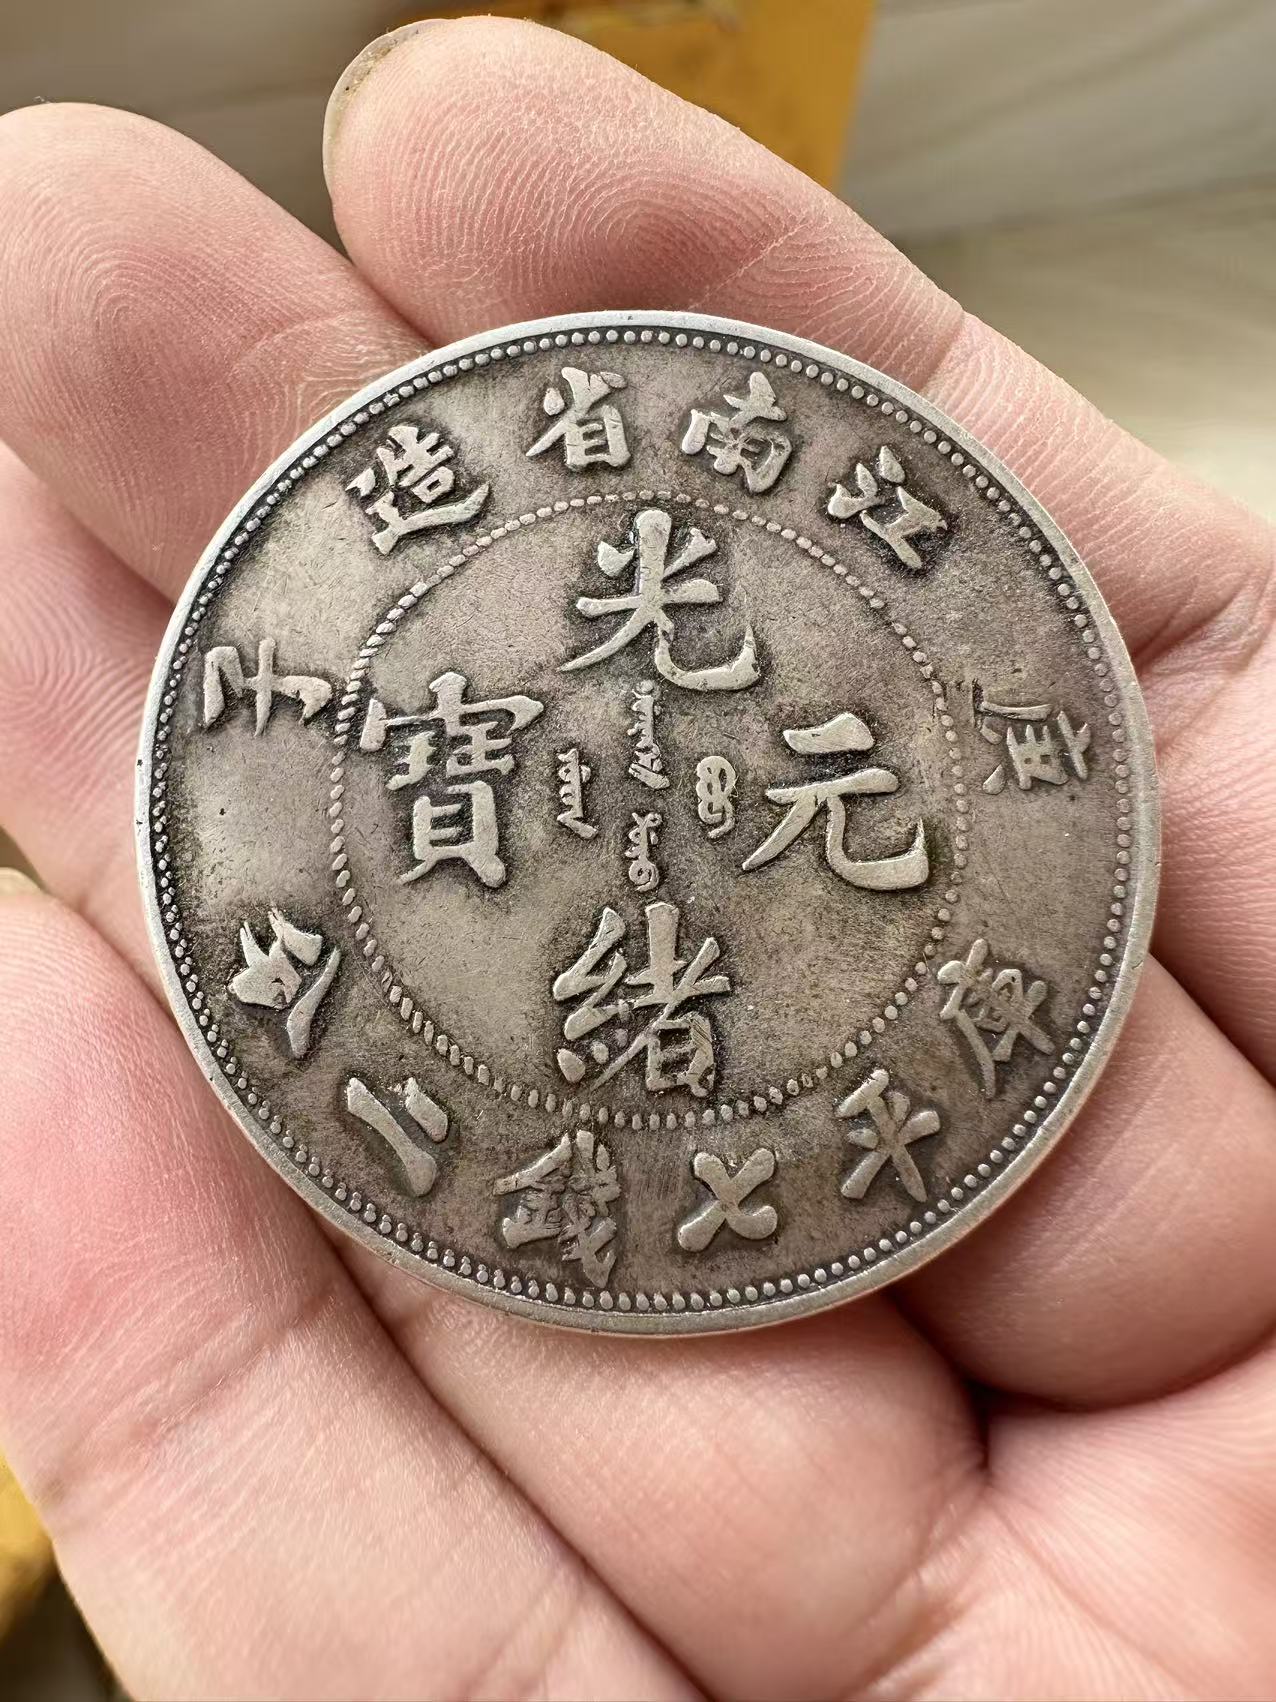 江南省造
庚子
光緒元寶
庫平七錢二分